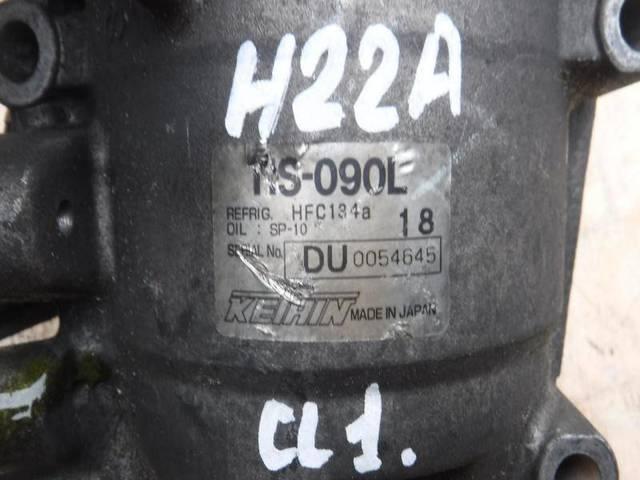 H22A
HS-090L
REFRIG. HFC134a
OIL : SP-10 18
SERIAL No. DU 0054645
KEIHIN MADE IN JAPAN
CL1.